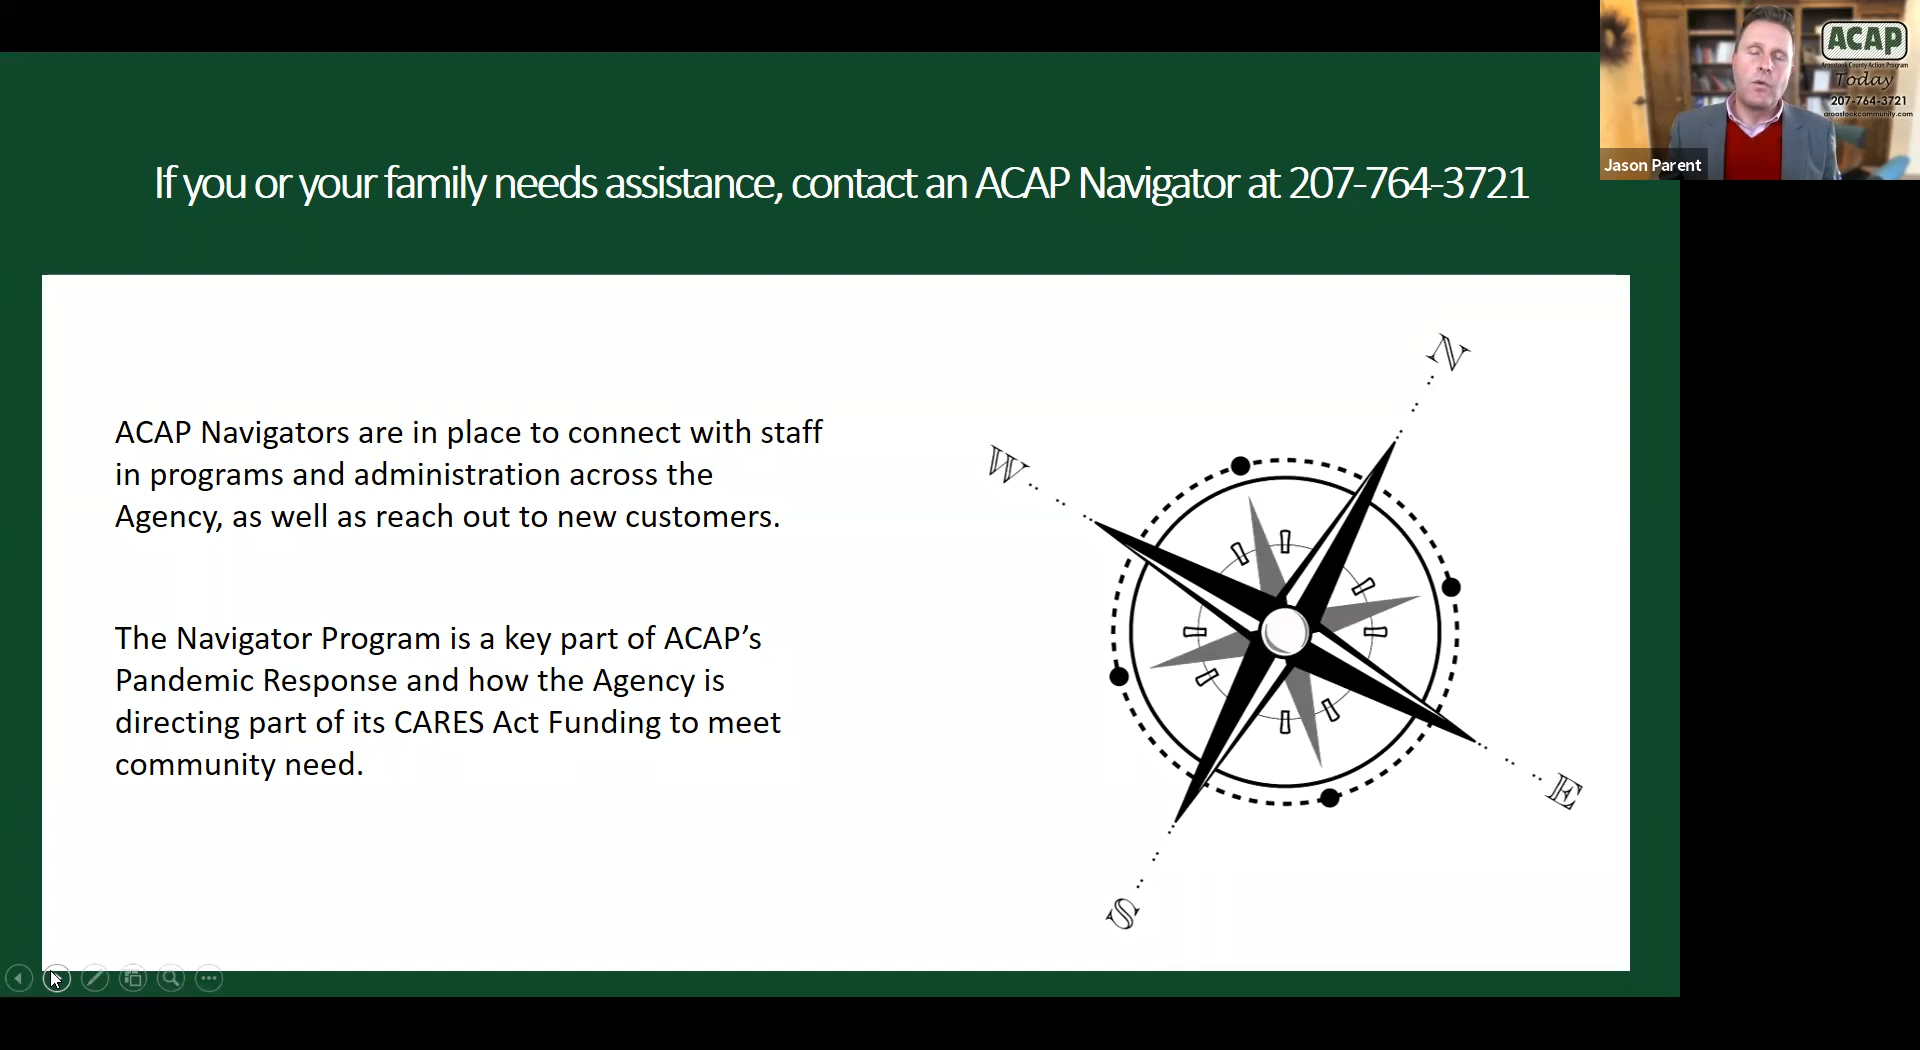 If you or your family needs assistance, contact an ACAP Navigator at 207-764-3721
ACAP
Aroostook County Action Program
Today
207-764-3721
aroostookcommunity.com
Jason Parent
ACAP Navigators are in place to connect with staff
in programs and administration across the
Agency, as well as reach out to new customers.
The Navigator Program is a key part of ACAP’s
Pandemic Response and how the Agency is
directing part of its CARES Act Funding to meet
community need.
N
W
E
S